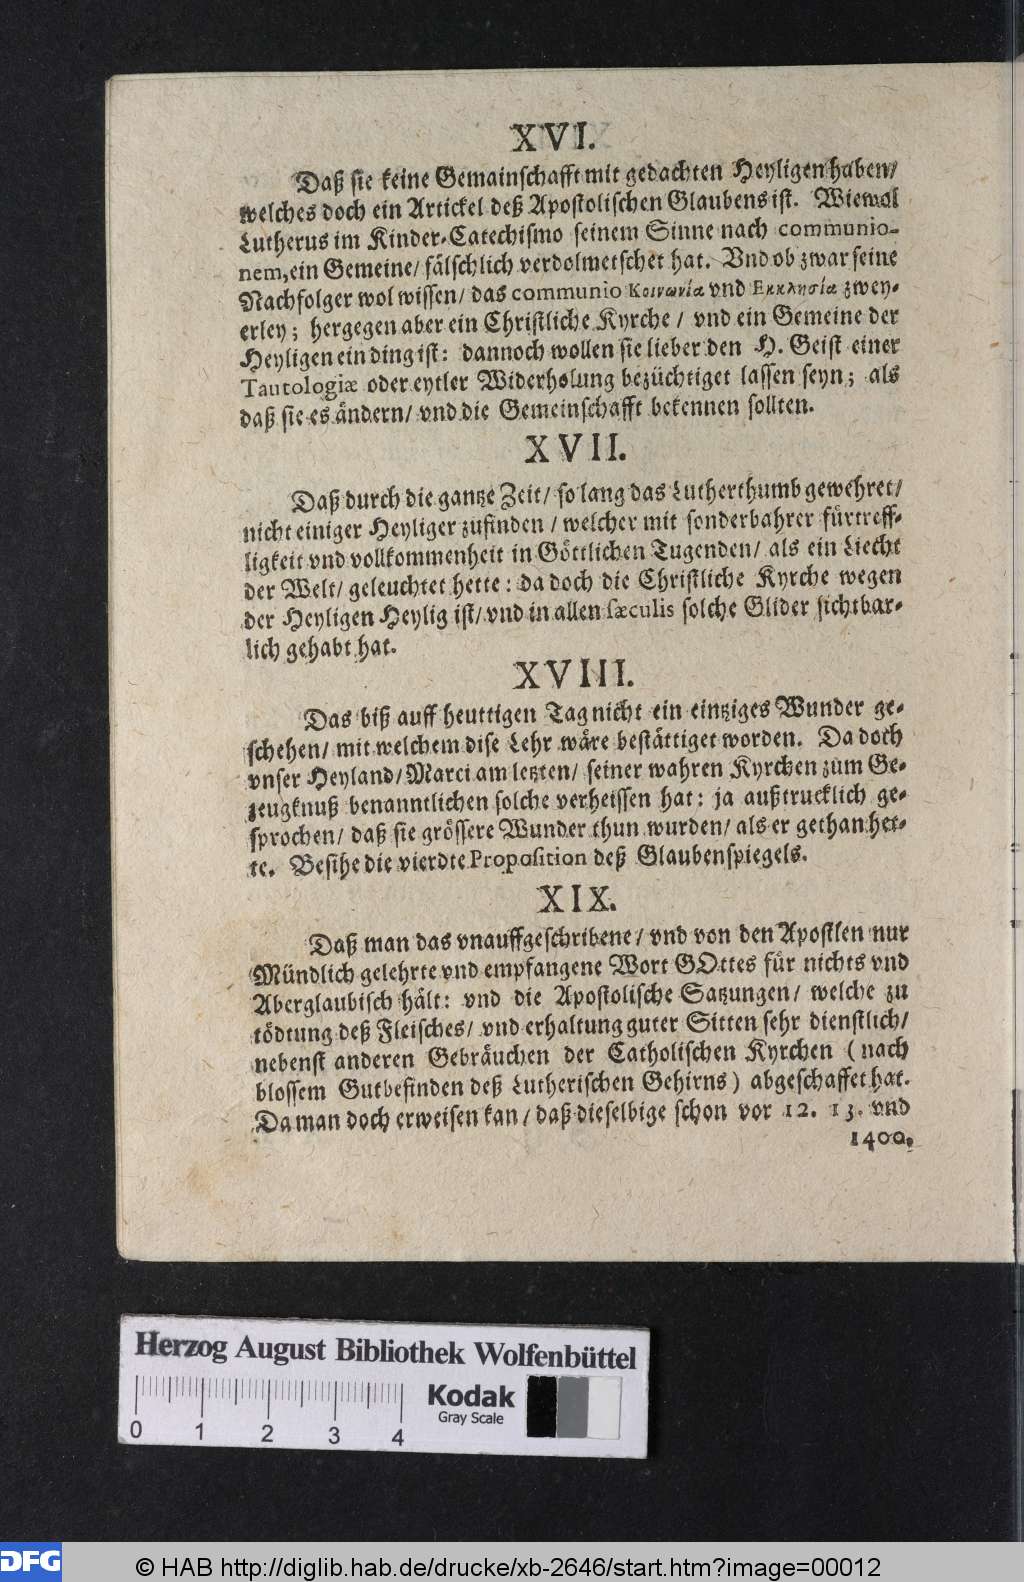 XVI.
Daß sie keine Gemainschafft mit gedachten Heyligen haben/
welches doch ein Artickel deß Apostolischen Glaubens ist. Wiewol
Lutherus im Kinder-Catechismo seinem Sinne nach communio-
nem, ein Gemeine/ fälschlich verdolmetschet hat. Vnd ob zwar seine
Nachfolger wol wissen/ das communio Κοινωνία vnd Εκκλησία zwey-
erley; hergegen aber ein Christliche Kyrche/ vnd ein Gemeine der
Heyligen ein ding ist: dannoch wollen sie lieber den H. Geist einer
Tautologiæ oder eytler Widerholung bezüchtiget lassen seyn; als
daß sie es ändern/ vnd die Gemeinschafft bekennen sollten.
XVII.
Daß durch die gantze Zeit/ so lang das Lutherthumb gewehret/
nicht einiger Heyliger zufinden/ welcher mit sonderbahrer fürtreff-
ligkeit vnd vollkommenheit in Göttlichen Tugenden/ als ein Liecht
der Welt/ geleuchtet hette: da doch die Christliche Kyrche wegen
der Heyligen Heylig ist/ vnd in allen sæculis solche Glider sichtbar-
lich gehabt hat.
XVIII.
Das biß auff heuttigen Tag nicht ein eintziges Wunder ge-
schehen/ mit welchem dise Lehr wäre bestättiget worden. Da doch
vnser Heyland/ Marci am letzten/ seiner wahren Kyrchen zum Ge-
zeugknuß benanntlichen solche verheissen hat: ja außtrucklich ge-
sprochen/ daß sie grössere Wunder thun wurden/ als er gethan het-
te. Besihe die vierdte Proposition deß Glaubenspiegels.
XIX.
Daß man das vnauffgeschribene/ vnd von den Apostlen nur
Mündlich gelehrte vnd empfangene Wort GOttes für nichts vnd
Aberglaubisch hält: vnd die Apostolische Satzungen/ welche zu
tödtung deß Fleisches/ vnd erhaltung guter Sitten sehr dienstlich/
nebenst anderen Gebräuchen der Catholischen Kyrchen (nach
blossem Gutbefinden deß Lutherischen Gehirns) abgeschaffet hat.
Da man doch erweisen kan/ daß dieselbige schon vor 12. 13. vnd
1400.
Herzog August Bibliothek Wolfenbüttel
Kodak
Gray Scale
0 1 2 3 4
DFG
© HAB http://diglib.hab.de/drucke/xb-2646/start.htm?image=00012